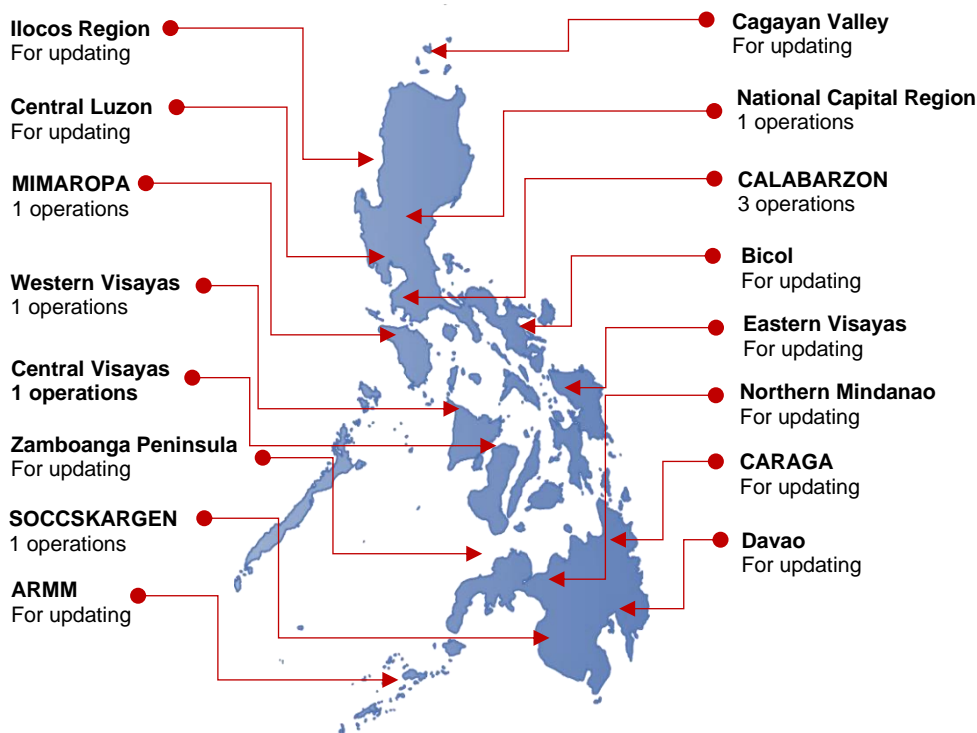 Ilocos Region
For updating
Central Luzon
For updating
MIMAROPA
1 operations
Western Visayas
1 operations
Central Visayas
1 operations
Zamboanga Peninsula
For updating
SOCCSKARGEN
1 operations
ARMM
For updating
Cagayan Valley
For updating
National Capital Region
1 operations
CALABARZON
3 operations
Bicol
For updating
Eastern Visayas
For updating
Northern Mindanao
For updating
CARAGA
For updating
Davao
For updating